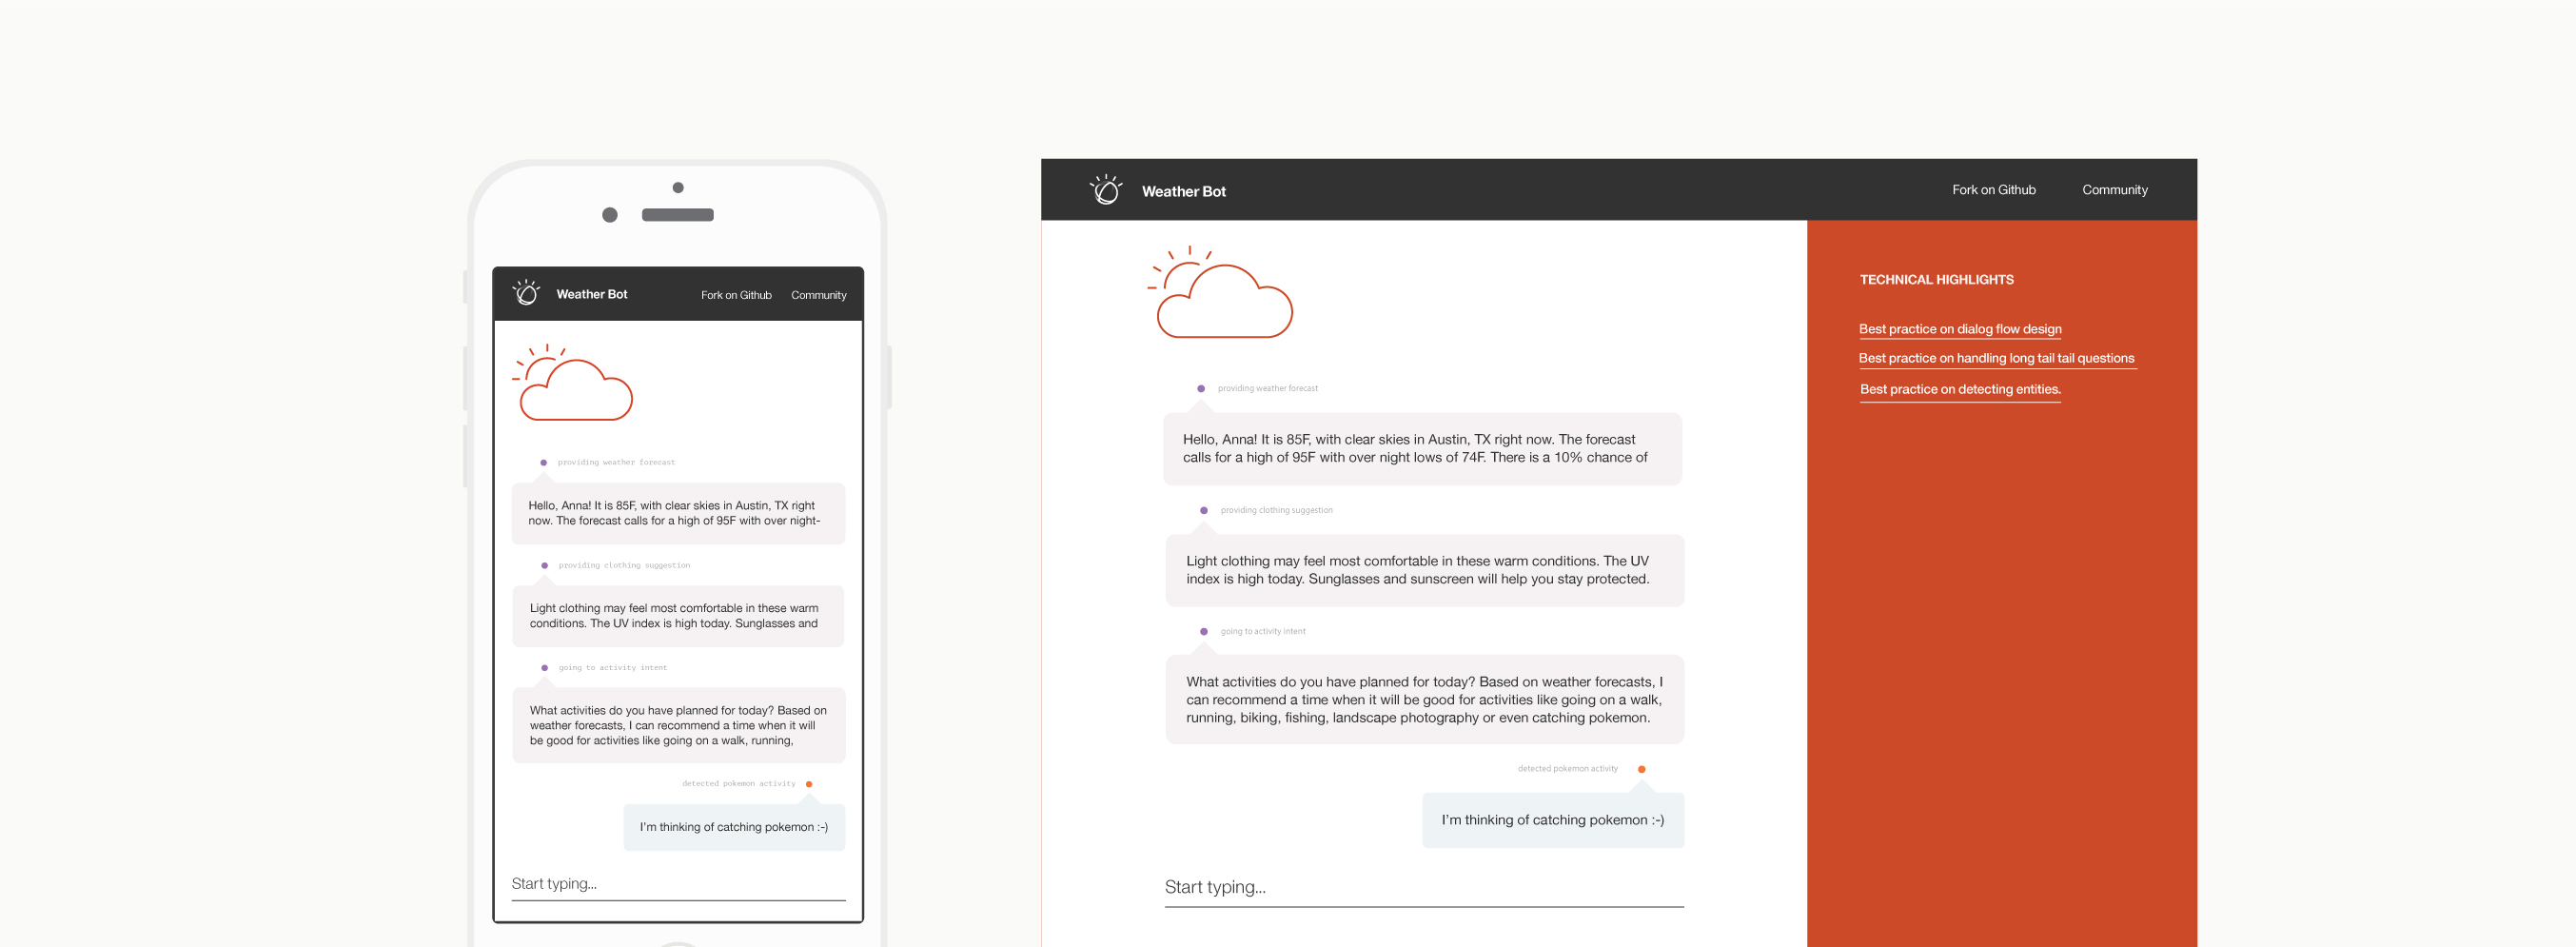 Weather Bot
Fork on Github
Community
providing weather forecast
Hello, Anna! It is 85F, with clear skies in Austin, TX right
now. The forecast calls for a high of 95F with over night-
providing clothing suggestion
Light clothing may feel most comfortable in these warm
conditions. The UV index is high today. Sunglasses and
going to activity intent
What activities do you have planned for today? Based on
weather forecasts, I can recommend a time when it will
be good for activities like going on a walk, running,
detected pokemon activity
I'm thinking of catching pokemon :-)
Start typing...
Weather Bot
Fork on Github
Community
providing weather forecast
Hello, Anna! It is 85F, with clear skies in Austin, TX right now. The forecast
calls for a high of 95F with over night lows of 74F. There is a 10% chance of
providing clothing suggestion
Light clothing may feel most comfortable in these warm conditions. The UV
index is high today. Sunglasses and sunscreen will help you stay protected.
going to activity intent
What activities do you have planned for today? Based on weather forecasts, I
can recommend a time when it will be good for activities like going on a walk,
running, biking, fishing, landscape photography or even catching pokemon.
detected pokemon activity
I'm thinking of catching pokemon :-)
Start typing...
TECHNICAL HIGHLIGHTS
Best practice on dialog flow design
Best practice on handling long tail tail questions
Best practice on detecting entities.